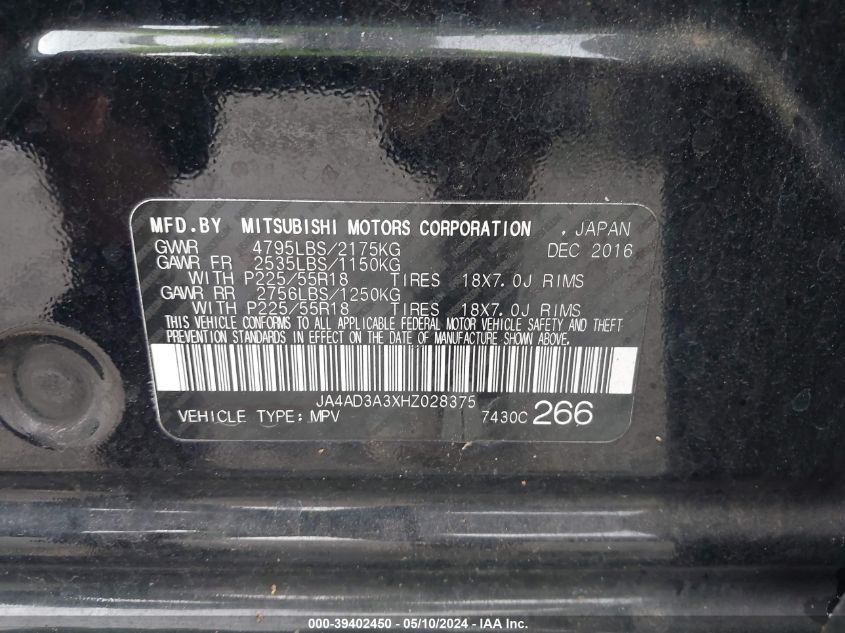 MFD.BY MITSUBISHI MOTORS CORPORATION , JAPAN
GVWR 4795LBS/2175KG DEC 2016
GAWR FR 2535LBS/1150KG
WITH P225/55R18 TIRES 18X7.0J RIMS
GAWR RR 2756LBS/1250KG
WITH P225/55R18 TIRES 18X7.0J RIMS
THIS VEHICLE CONFORMS TO ALL APPLICABLE FEDERAL MOTOR VEHICLE SAFETY AND THEFT
PREVENTION STANDARDS IN EFFECT ON THE DATE OF MANUFACTURE SHOWN ABOVE.
JA4AD3A3XHZ028375
VEHICLE TYPE: MPV 7430C 266
000-39402450 - 05/10/2024 - IAA Inc.